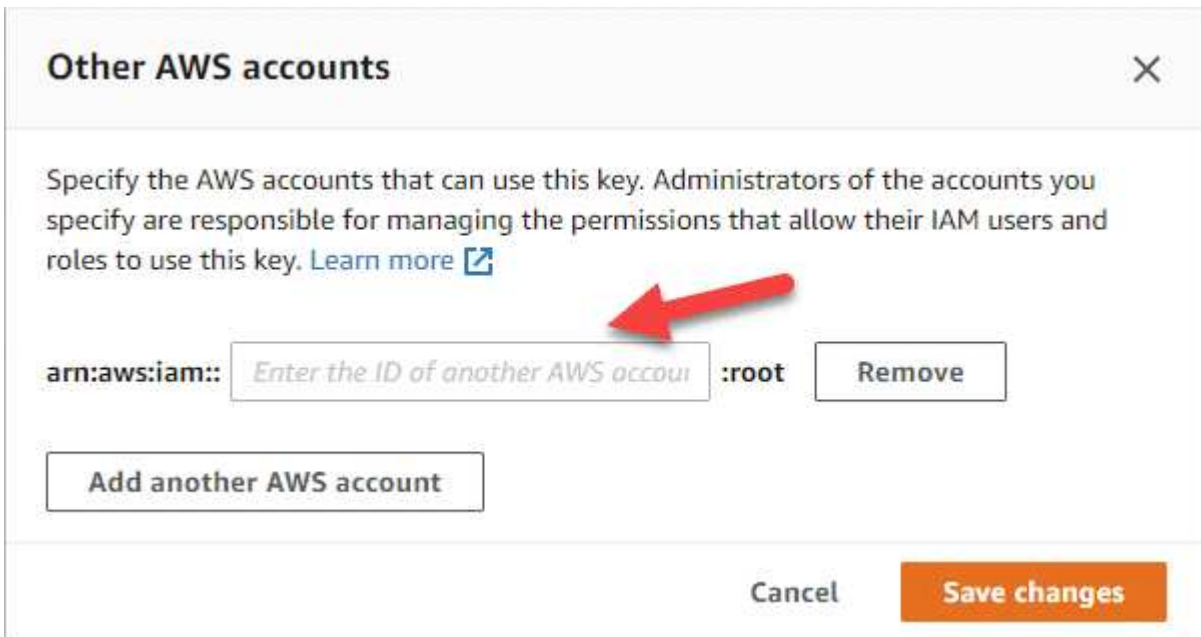 Other AWS accounts
Specify the AWS accounts that can use this key. Administrators of the accounts you
specify are responsible for managing the permissions that allow their IAM users and
roles to use this key. Learn more
arn:aws:iam:: Enter the ID of another AWS accou :root Remove
Add another AWS account
Cancel Save changes